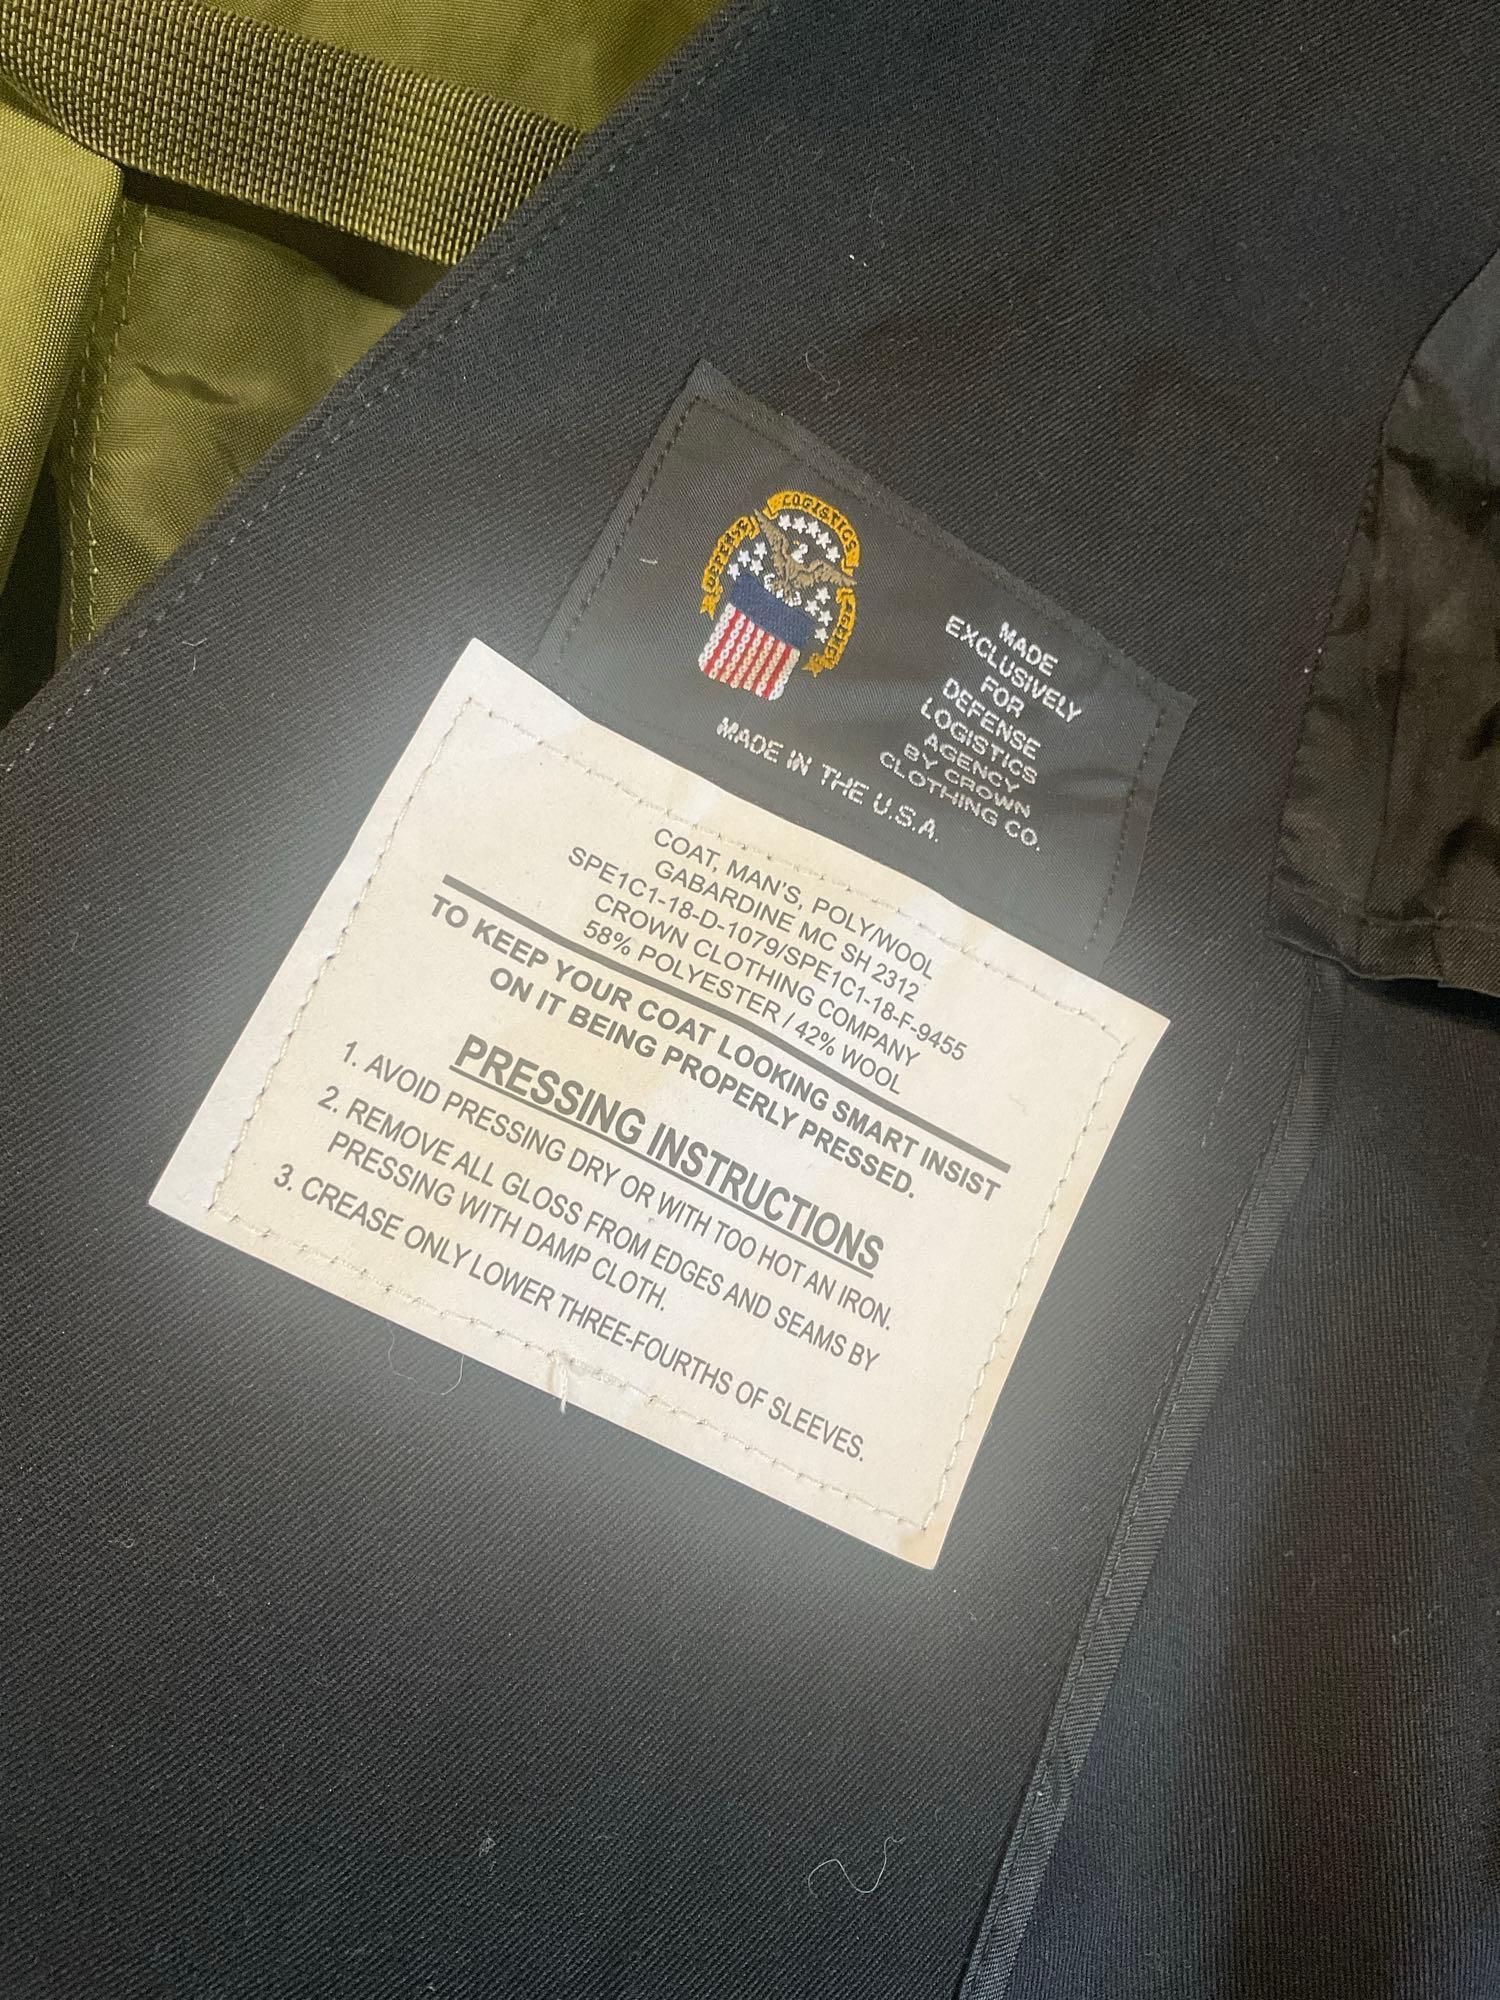 DEFENSE LOGISTICS AGENCY
MADE
EXCLUSIVELY
FOR
DEFENSE
LOGISTICS
AGENCY
BY CROWN
CLOTHING CO.
MADE IN THE U.S.A.
COAT, MAN'S, POLY/WOOL
GABARDINE MC SH 2312
SPE1C1-18-D-1079/SPE1C1-18-F-9455
CROWN CLOTHING COMPANY
58% POLYESTER / 42% WOOL
TO KEEP YOUR COAT LOOKING SMART INSIST
ON IT BEING PROPERLY PRESSED.
PRESSING INSTRUCTIONS
1. AVOID PRESSING DRY OR WITH TOO HOT AN IRON.
2. REMOVE ALL GLOSS FROM EDGES AND SEAMS BY
PRESSING WITH DAMP CLOTH.
3. CREASE ONLY LOWER THREE-FOURTHS OF SLEEVES.